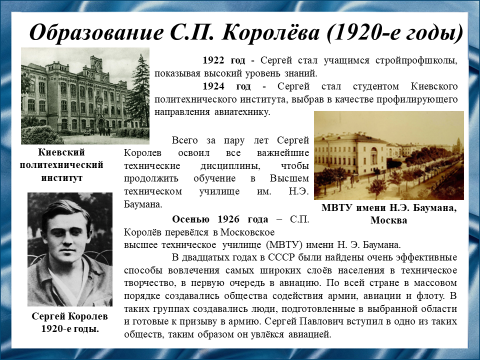 Образование С.П. Королёва (1920-е годы)
1922 год - Сергей стал учащимся стройпрофшколы,
показывая высокий уровень знаний.
1924 год - Сергей стал студентом Киевского
политехнического института, выбрав в качестве профилирующего
направления авиатехнику.
Киевский
политехнический
институт
Всего за пару лет Сергей
Королев освоил все важнейшие
технические дисциплины, чтобы
продолжить обучение в Высшем
техническом училище им. Н.Э.
Баумана.
МВТУ имени Н.Э. Баумана,
Москва
Осенью 1926 года – С.П.
Королёв перевёлся в Московское
высшее техническое училище (МВТУ) имени Н. Э. Баумана.
В двадцатых годах в СССР были найдены очень эффективные
способы вовлечения самых широких слоёв населения в техническое
творчество, в первую очередь в авиацию. По всей стране в массовом
порядке создавались общества содействия армии, авиации и флоту. В
таких группах создавались люди, подготовленные в выбранной области
и готовые к призыву в армию. Сергей Павлович вступил в одно из таких
обществ, таким образом он увлёкся авиацией.
Сергей Королев
1920-е годы.